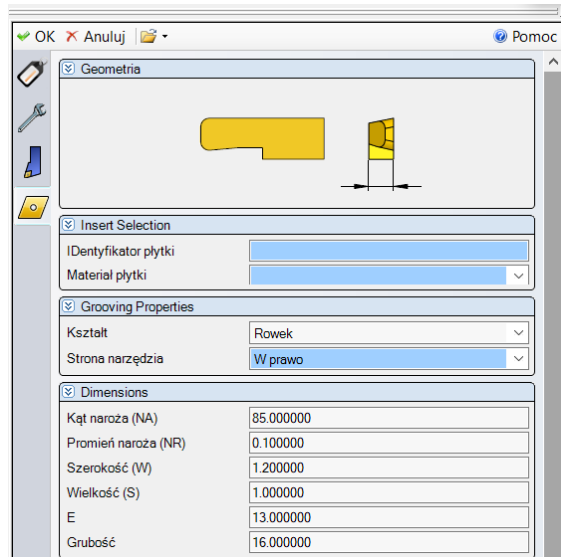 OK Anuluj Pomoc
Geometria
Insert Selection
IDentyfikator płytki
Materiał płytki
Grooving Properties
Kształt Rowek
Strona narzędzia W prawo
Dimensions
Kąt naroża (NA) 85.000000
Promień naroża (NR) 0.100000
Szerokość (W) 1.200000
Wielkość (S) 1.000000
E 13.000000
Grubość 16.000000